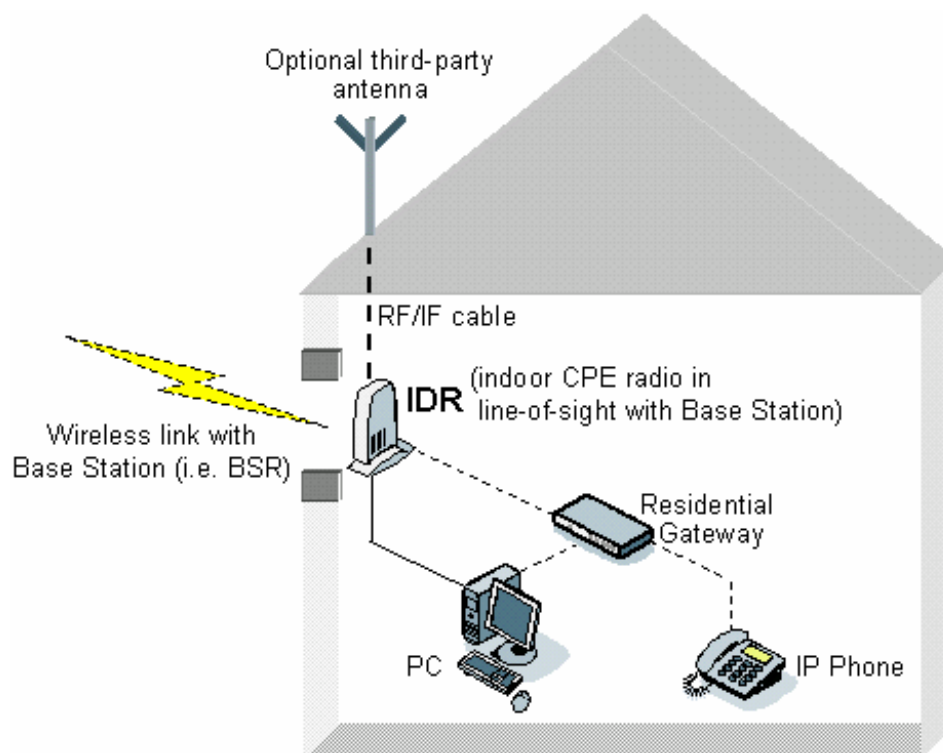 Optional third-party
antenna
RF/IF cable
IDR (indoor CPE radio in
line-of-sight with Base Station)
Wireless link with
Base Station (i.e. BSR)
Residential
Gateway
PC
IP Phone